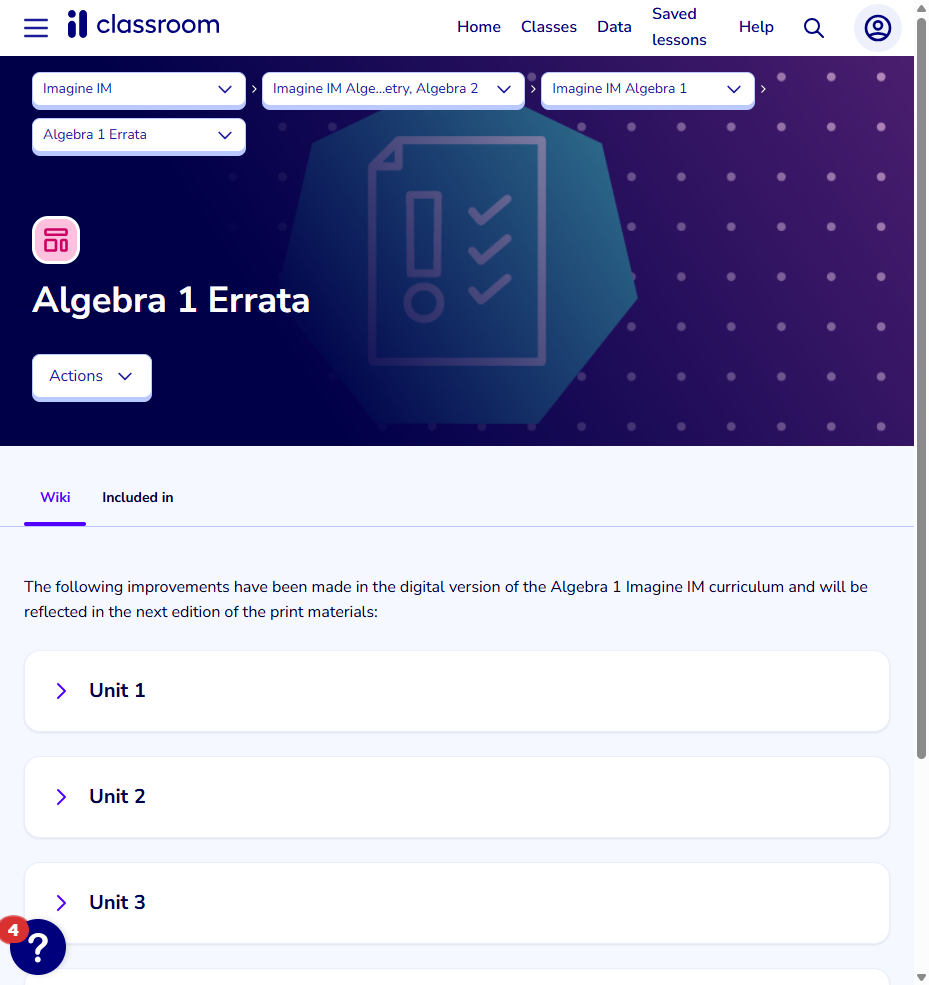 classroom
Home Classes Data Saved lessons Help
Imagine IM
Imagine IM Alge...etry, Algebra 2
Imagine IM Algebra 1
Algebra 1 Errata
Algebra 1 Errata
Actions
Wiki Included in
The following improvements have been made in the digital version of the Algebra 1 Imagine IM curriculum and will be
reflected in the next edition of the print materials:
Unit 1
Unit 2
Unit 3
4
?